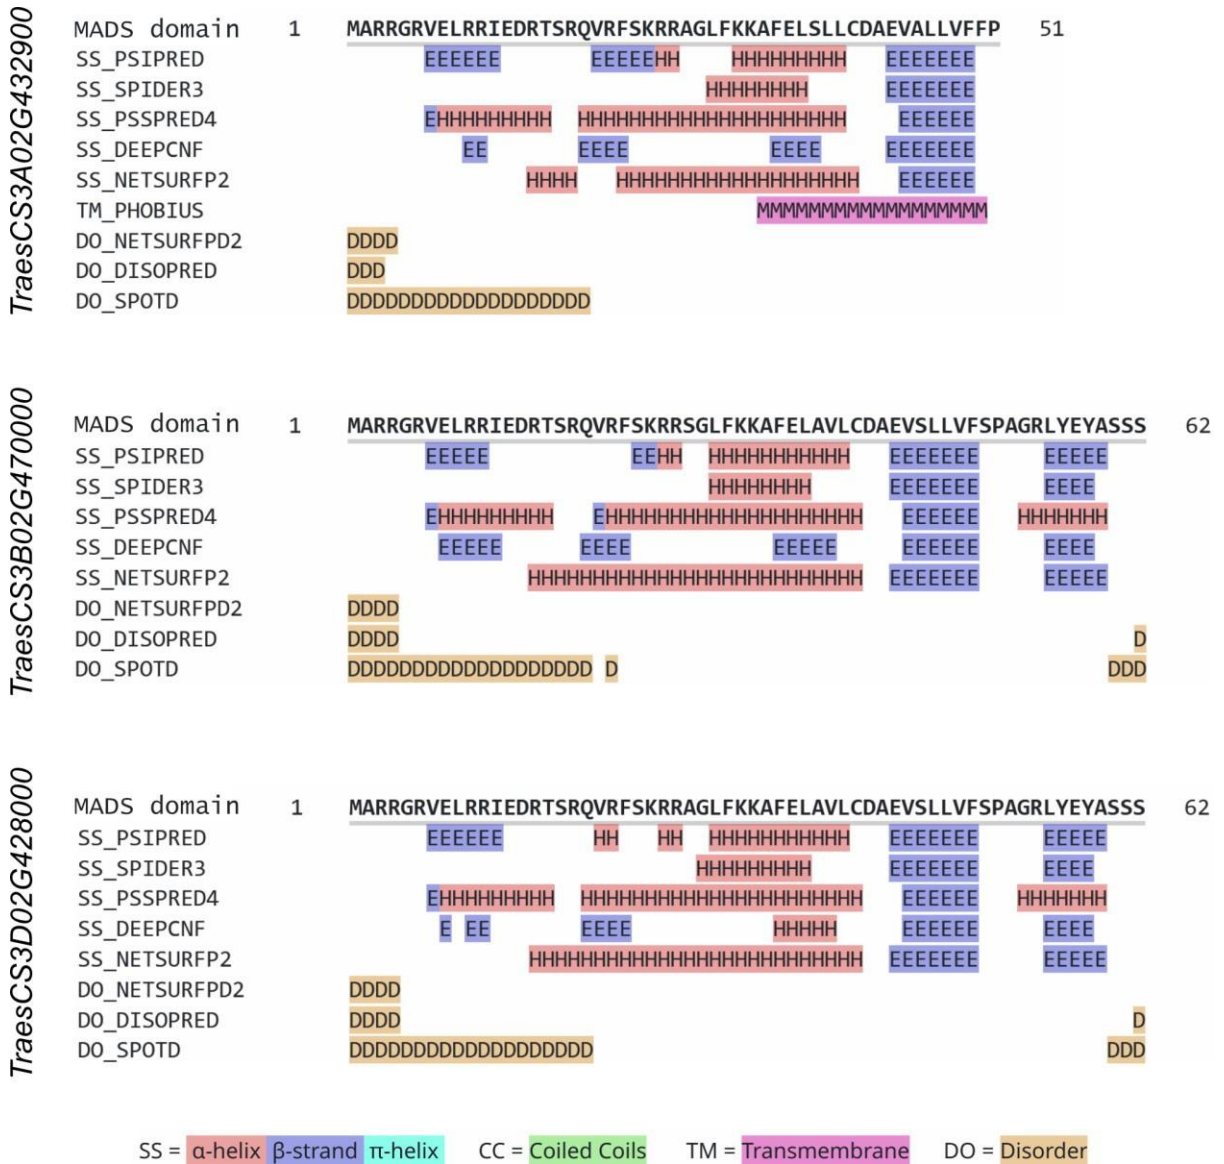 TraesCS3A02G432900
MADS domain 1 MARRGRVELRRIEDRTSRQVRFSKRRAGLFKKAFELSLLCDAEVALLVFFP 51
SS_PSIPRED EEEEEE EEEEEHH HHHHHHHHH EEEEEEE
SS_SPIDER3 HHHHHHHH EEEEEEE
SS_PSSPRED4 EHHHHHHHHH HHHHHHHHHHHHHHHHHHHHH EEEEEE
SS_DEEPCNF EE EEEE EEEE EEEEEEE
SS_NETSURFP2 HHHH HHHHHHHHHHHHHHHHHHH EEEEEE
TM_PHOBIUS MMMMMMMMMMMMMMMMMM
DO_NETSURFPD2 DDDD
DO_DISOPRED DDD
DO_SPOTD DDDDDDDDDDDDDDDDDDD
TraesCS3B02G470000
MADS domain 1 MARRGRVELRRIEDRTSRQVRFSKRRSGLFKKAFELAVLCDAEVSLLVFSPAGRLYEYASSS 62
SS_PSIPRED EEEEE EEHH HHHHHHHHHHH EEEEEEE EEEEE
SS_SPIDER3 HHHHHHHH EEEEEEE EEEE
SS_PSSPRED4 EHHHHHHHHH EHHHHHHHHHHHHHHHHHHHH EEEEEE HHHHHHH
SS_DEEPCNF EEEEE EEEE EEEEE EEEEEE EEEE
SS_NETSURFP2 HHHHHHHHHHHHHHHHHHHHHHHHHH EEEEEEE EEEEE
DO_NETSURFPD2 DDDD
DO_DISOPRED DDDD D
DO_SPOTD DDDDDDDDDDDDDDDDDDD D DDD
TraesCS3D02G428000
MADS domain 1 MARRGRVELRRIEDRTSRQVRFSKRRAGLFKKAFELAVLCDAEVSLLVFSPAGRLYEYASSS 62
SS_PSIPRED EEEEEE HH HH HHHHHHHHHHH EEEEEEE EEEEE
SS_SPIDER3 HHHHHHHHH EEEEEEE EEEE
SS_PSSPRED4 EHHHHHHHHH HHHHHHHHHHHHHHHHHHHHHH EEEEEE HHHHHHH
SS_DEEPCNF E EE EEEE HHHHH EEEEEE EEEE
SS_NETSURFP2 HHHHHHHHHHHHHHHHHHHHHHHHHH EEEEEEE EEEEE
DO_NETSURFPD2 DDDD
DO_DISOPRED DDDD D
DO_SPOTD DDDDDDDDDDDDDDDDDDD DDD
SS = α-helix β-strand π-helix CC = Coiled Coils TM = Transmembrane DO = Disorder